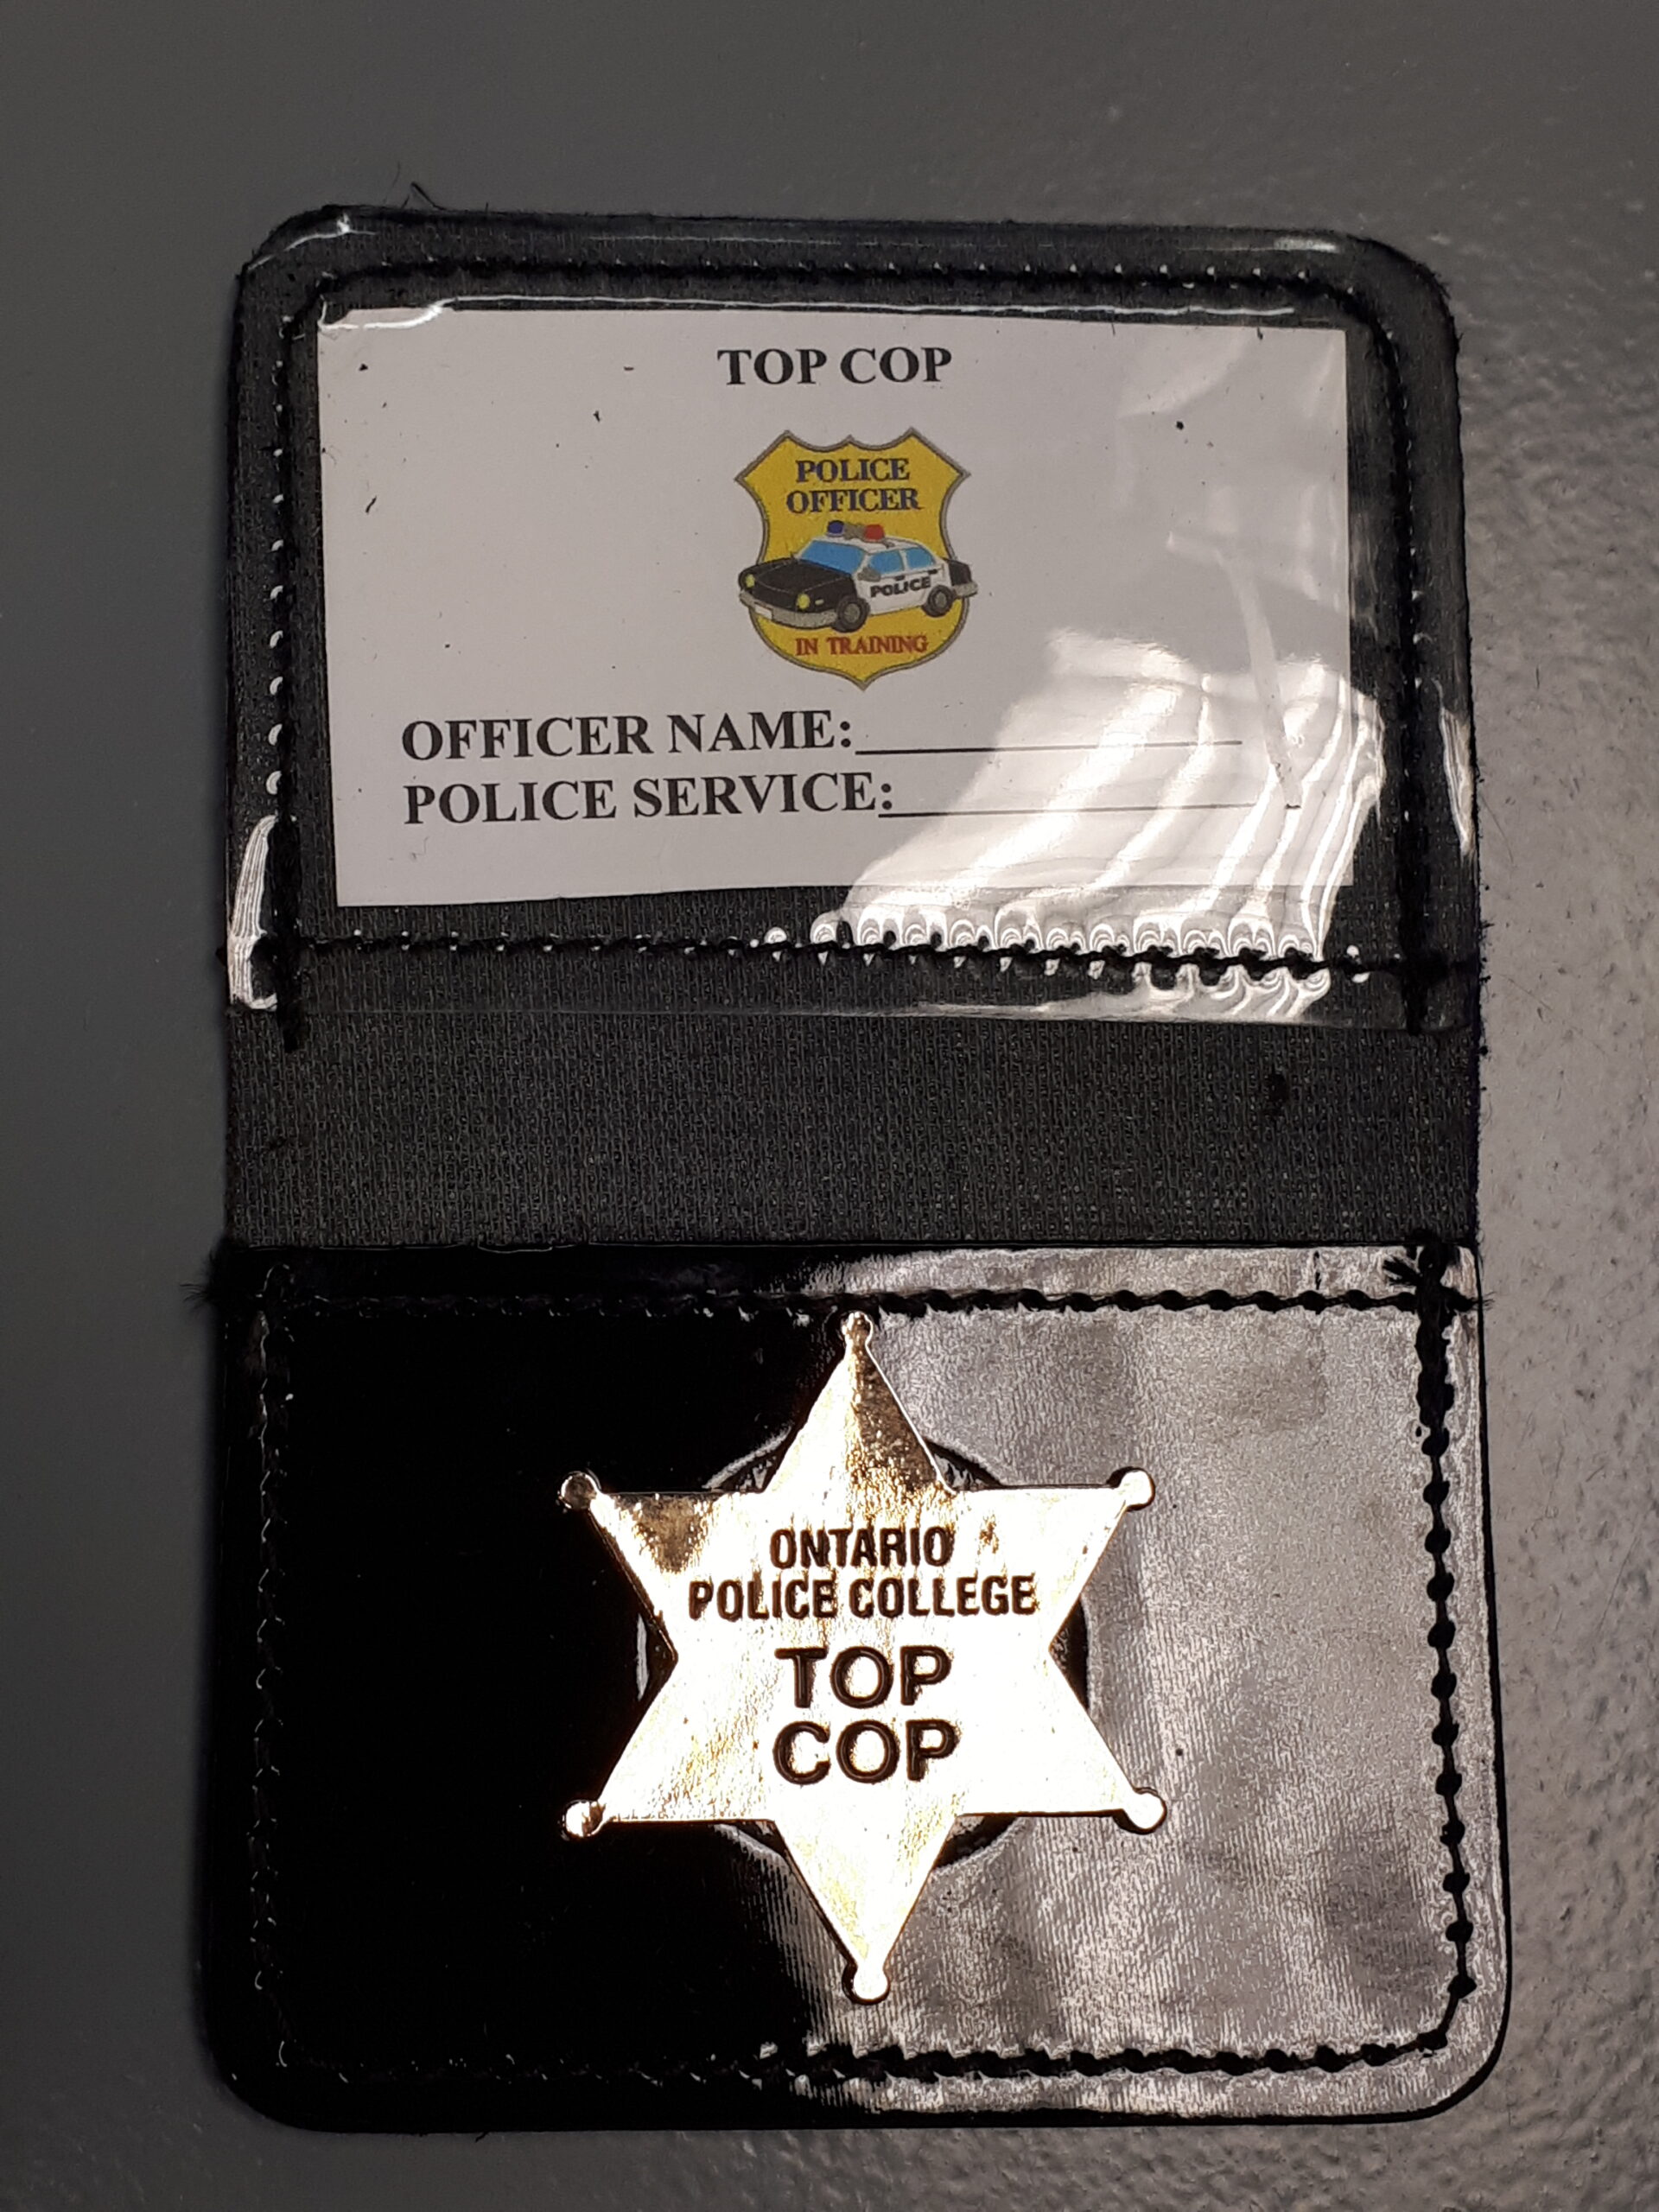 TOP COP
POLICE
OFFICER
POLICE
IN TRAINING
OFFICER NAME:
POLICE SERVICE:
ONTARIO
POLICE COLLEGE
TOP
COP